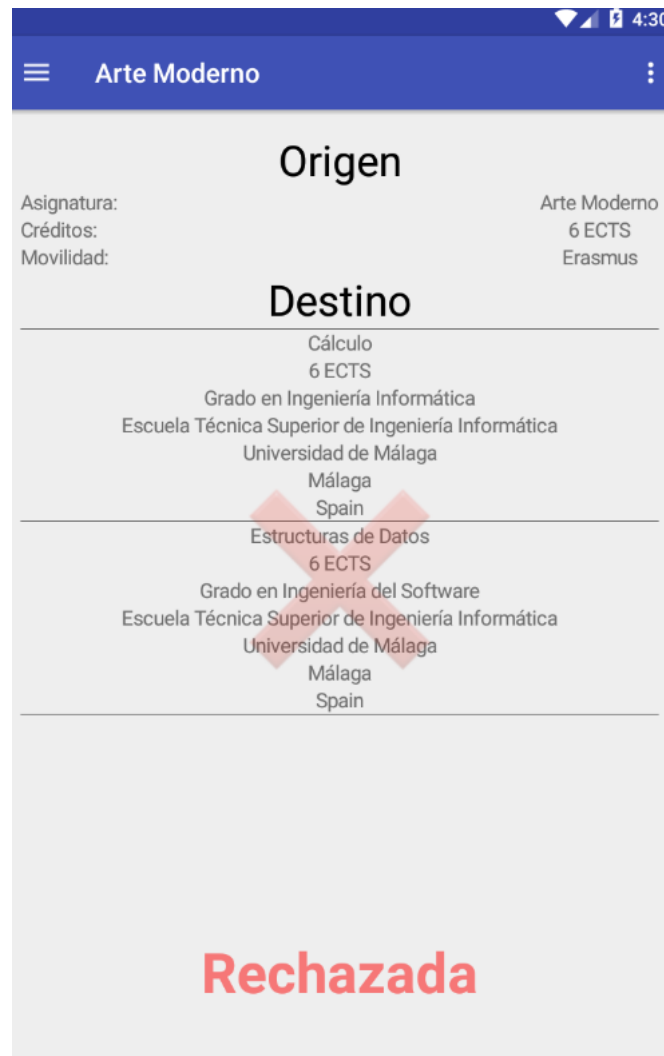 4:30
Arte Moderno
Origen
Asignatura: Arte Moderno
Créditos: 6 ECTS
Movilidad: Erasmus
Destino
Cálculo
6 ECTS
Grado en Ingeniería Informática
Escuela Técnica Superior de Ingeniería Informática
Universidad de Málaga
Málaga
Spain
Estructuras de Datos
6 ECTS
Grado en Ingeniería del Software
Escuela Técnica Superior de Ingeniería Informática
Universidad de Málaga
Málaga
Spain
Rechazada